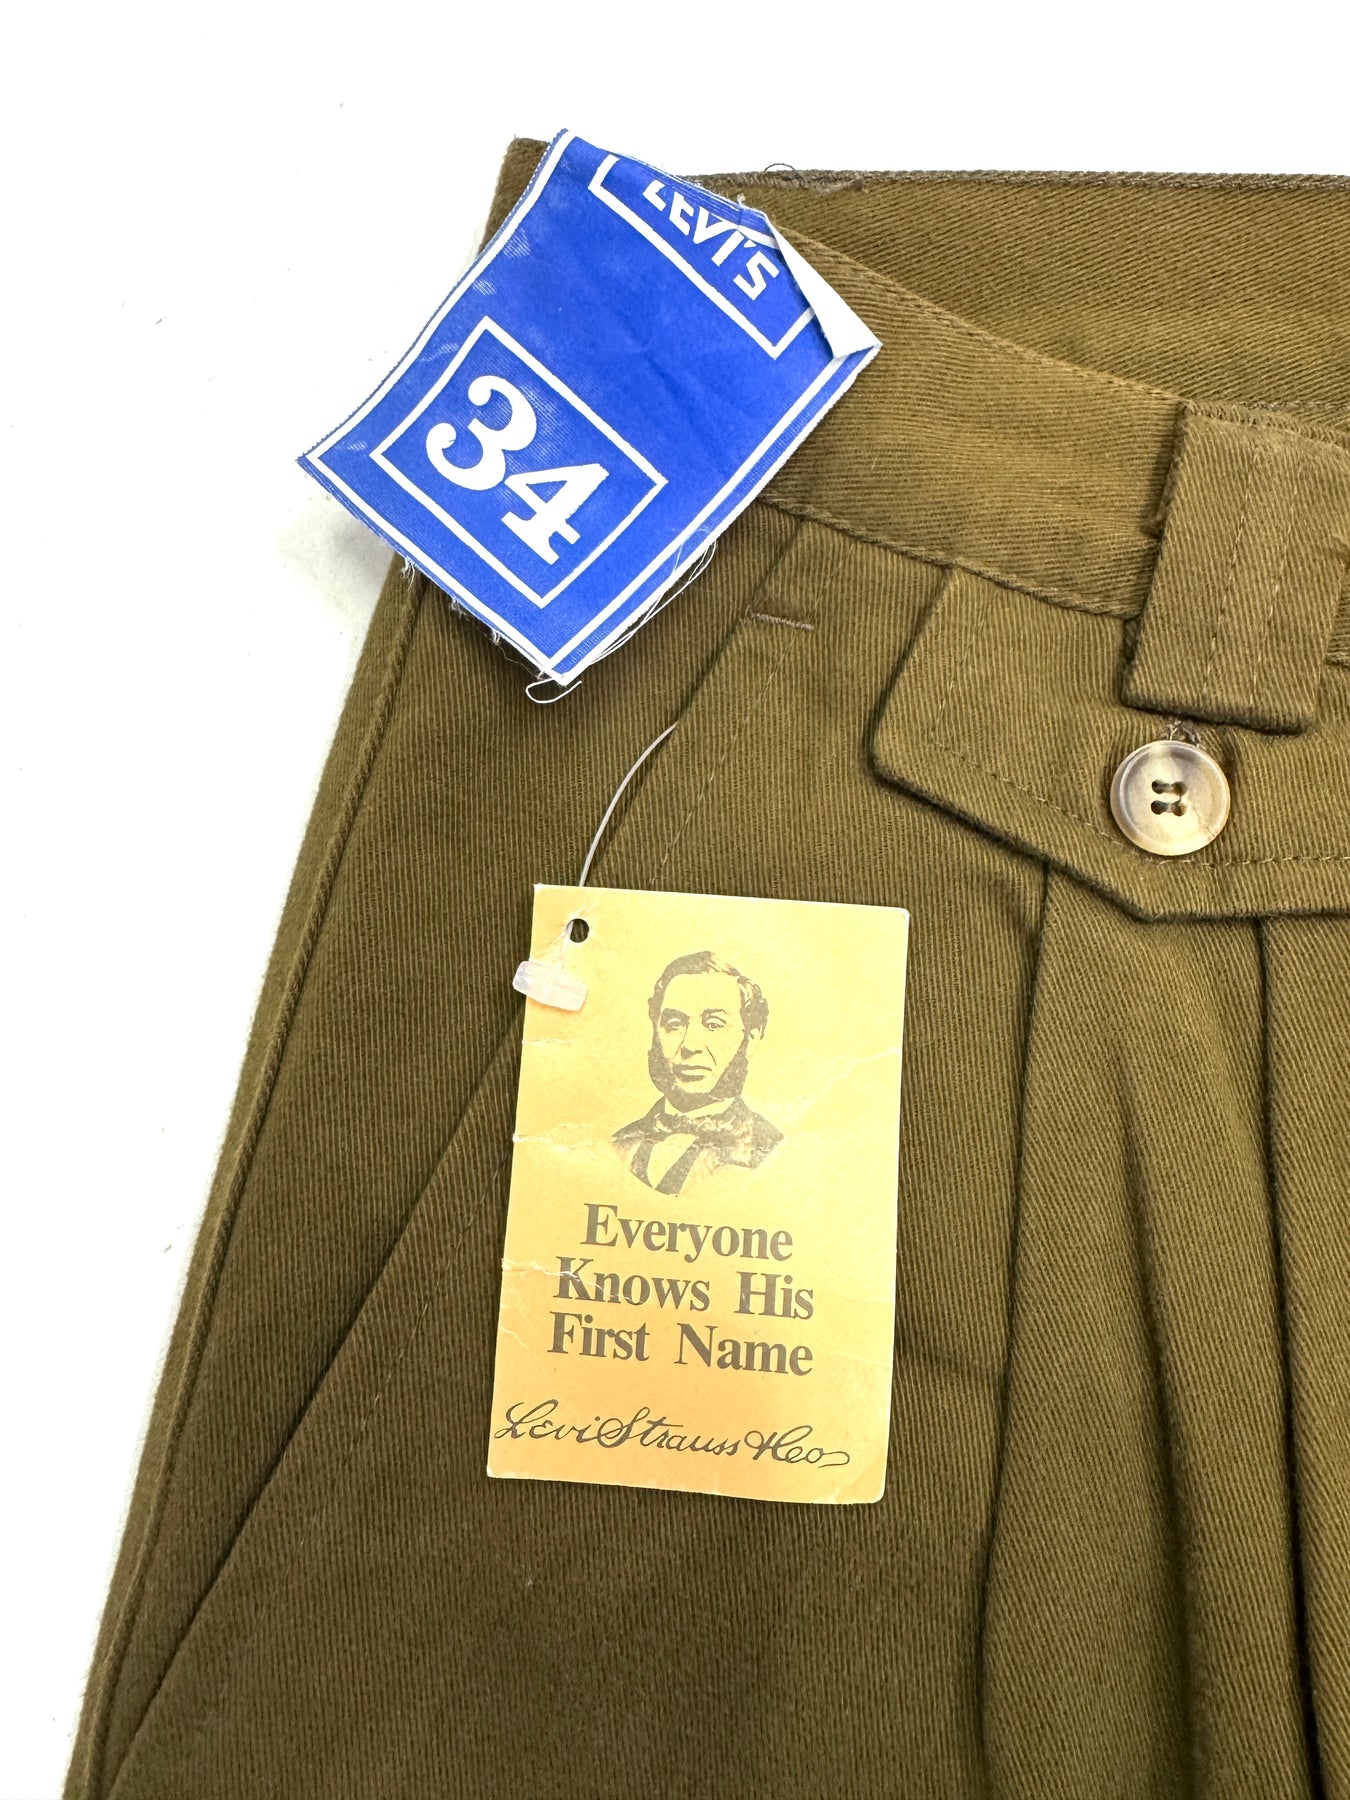 LEVI'S
34
Everyone
Knows His
First Name
Levi Strauss & Co